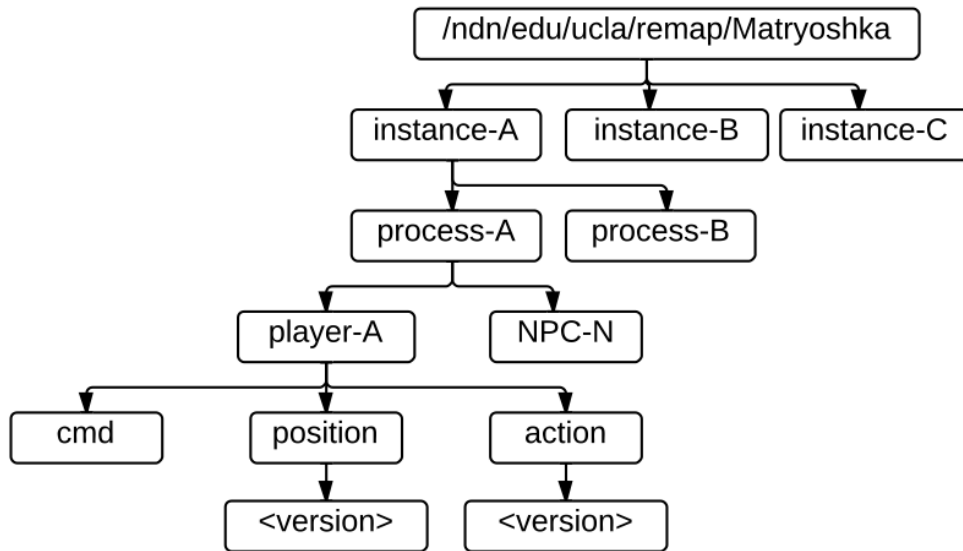 /ndn/edu/ucla/remap/Matryoshka
instance-A
instance-B
instance-C
process-A
process-B
player-A
NPC-N
cmd
position
action
<version>
<version>